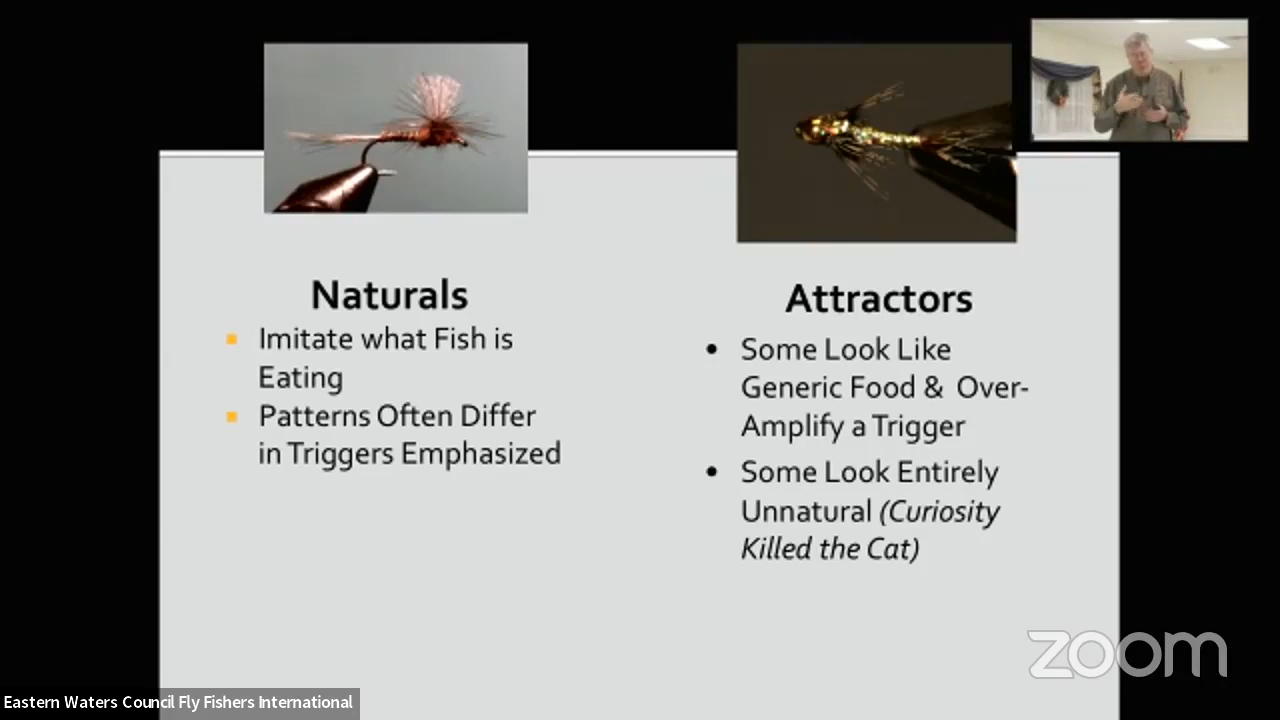 Naturals
Imitate what Fish is
Eating
Patterns Often Differ
in Triggers Emphasized
Attractors
Some Look Like
Generic Food & Over-
Amplify a Trigger
Some Look Entirely
Unnatural (Curiosity
Killed the Cat)
zoom
Eastern Waters Council Fly Fishers International